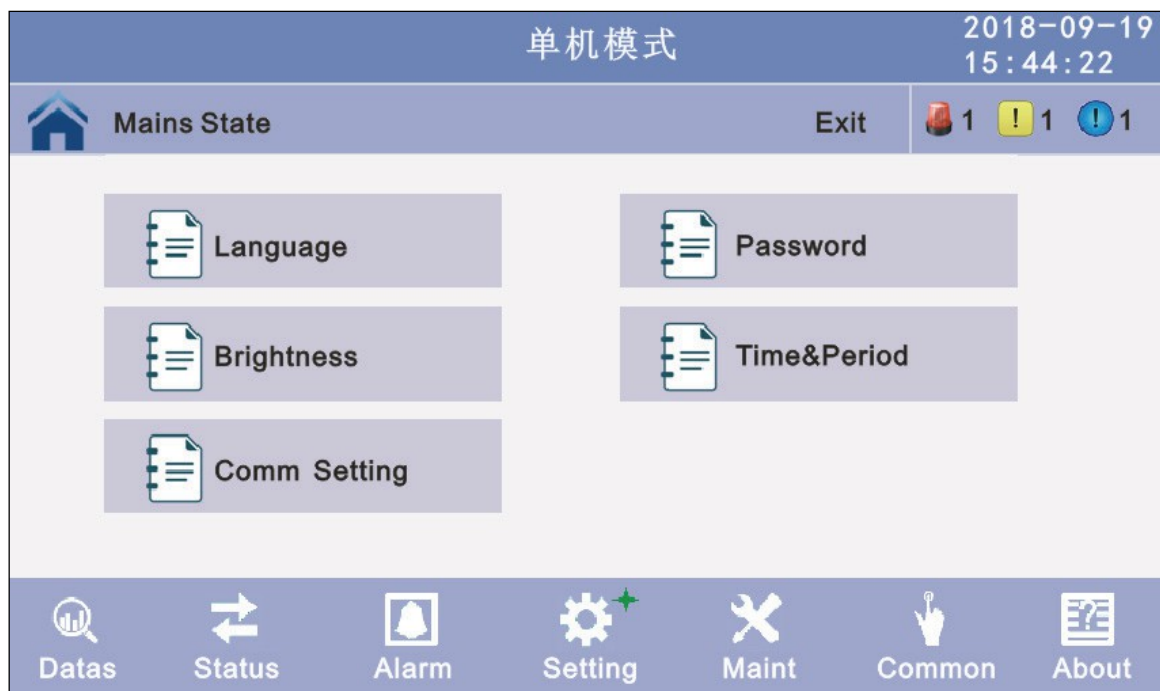 单机模式
2018-09-19
15:44:22
Mains State
Exit
1
! 1
! 1
Language
Password
Brightness
Time&Period
Comm Setting
Datas
Status
Alarm
Setting
Maint
Common
About